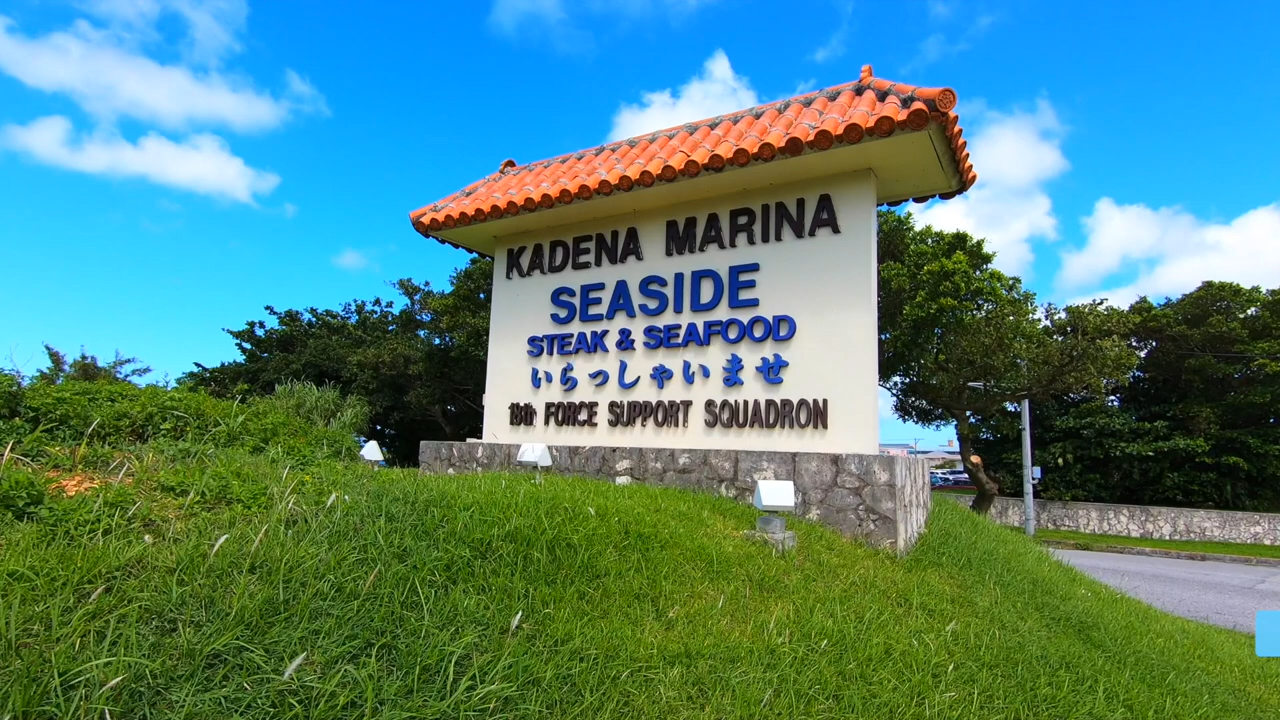 KADENA MARINA
SEASIDE
STEAK & SEAFOOD
いらっしゃいませ
18th FORCE SUPPORT SQUADRON